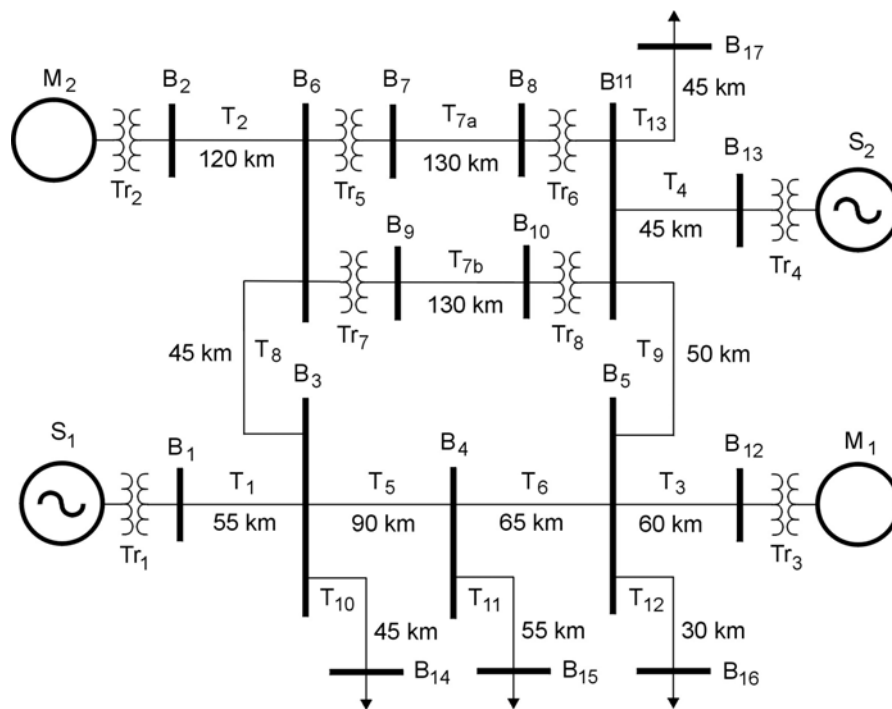 B17
M2
B2
B6
B7
B8
B11
T2
T7a
T13
45 km
B13
S2
120 km
Tr2
Tr5
130 km
Tr6
T4
45 km
Tr4
B9
B10
T7b
130 km
Tr7
Tr8
45 km
T8
T9
50 km
B3
B5
S1
B1
B4
B12
M1
T1
T5
T6
T3
55 km
90 km
65 km
60 km
Tr1
Tr3
T10
T11
T12
45 km
55 km
30 km
B14
B15
B16